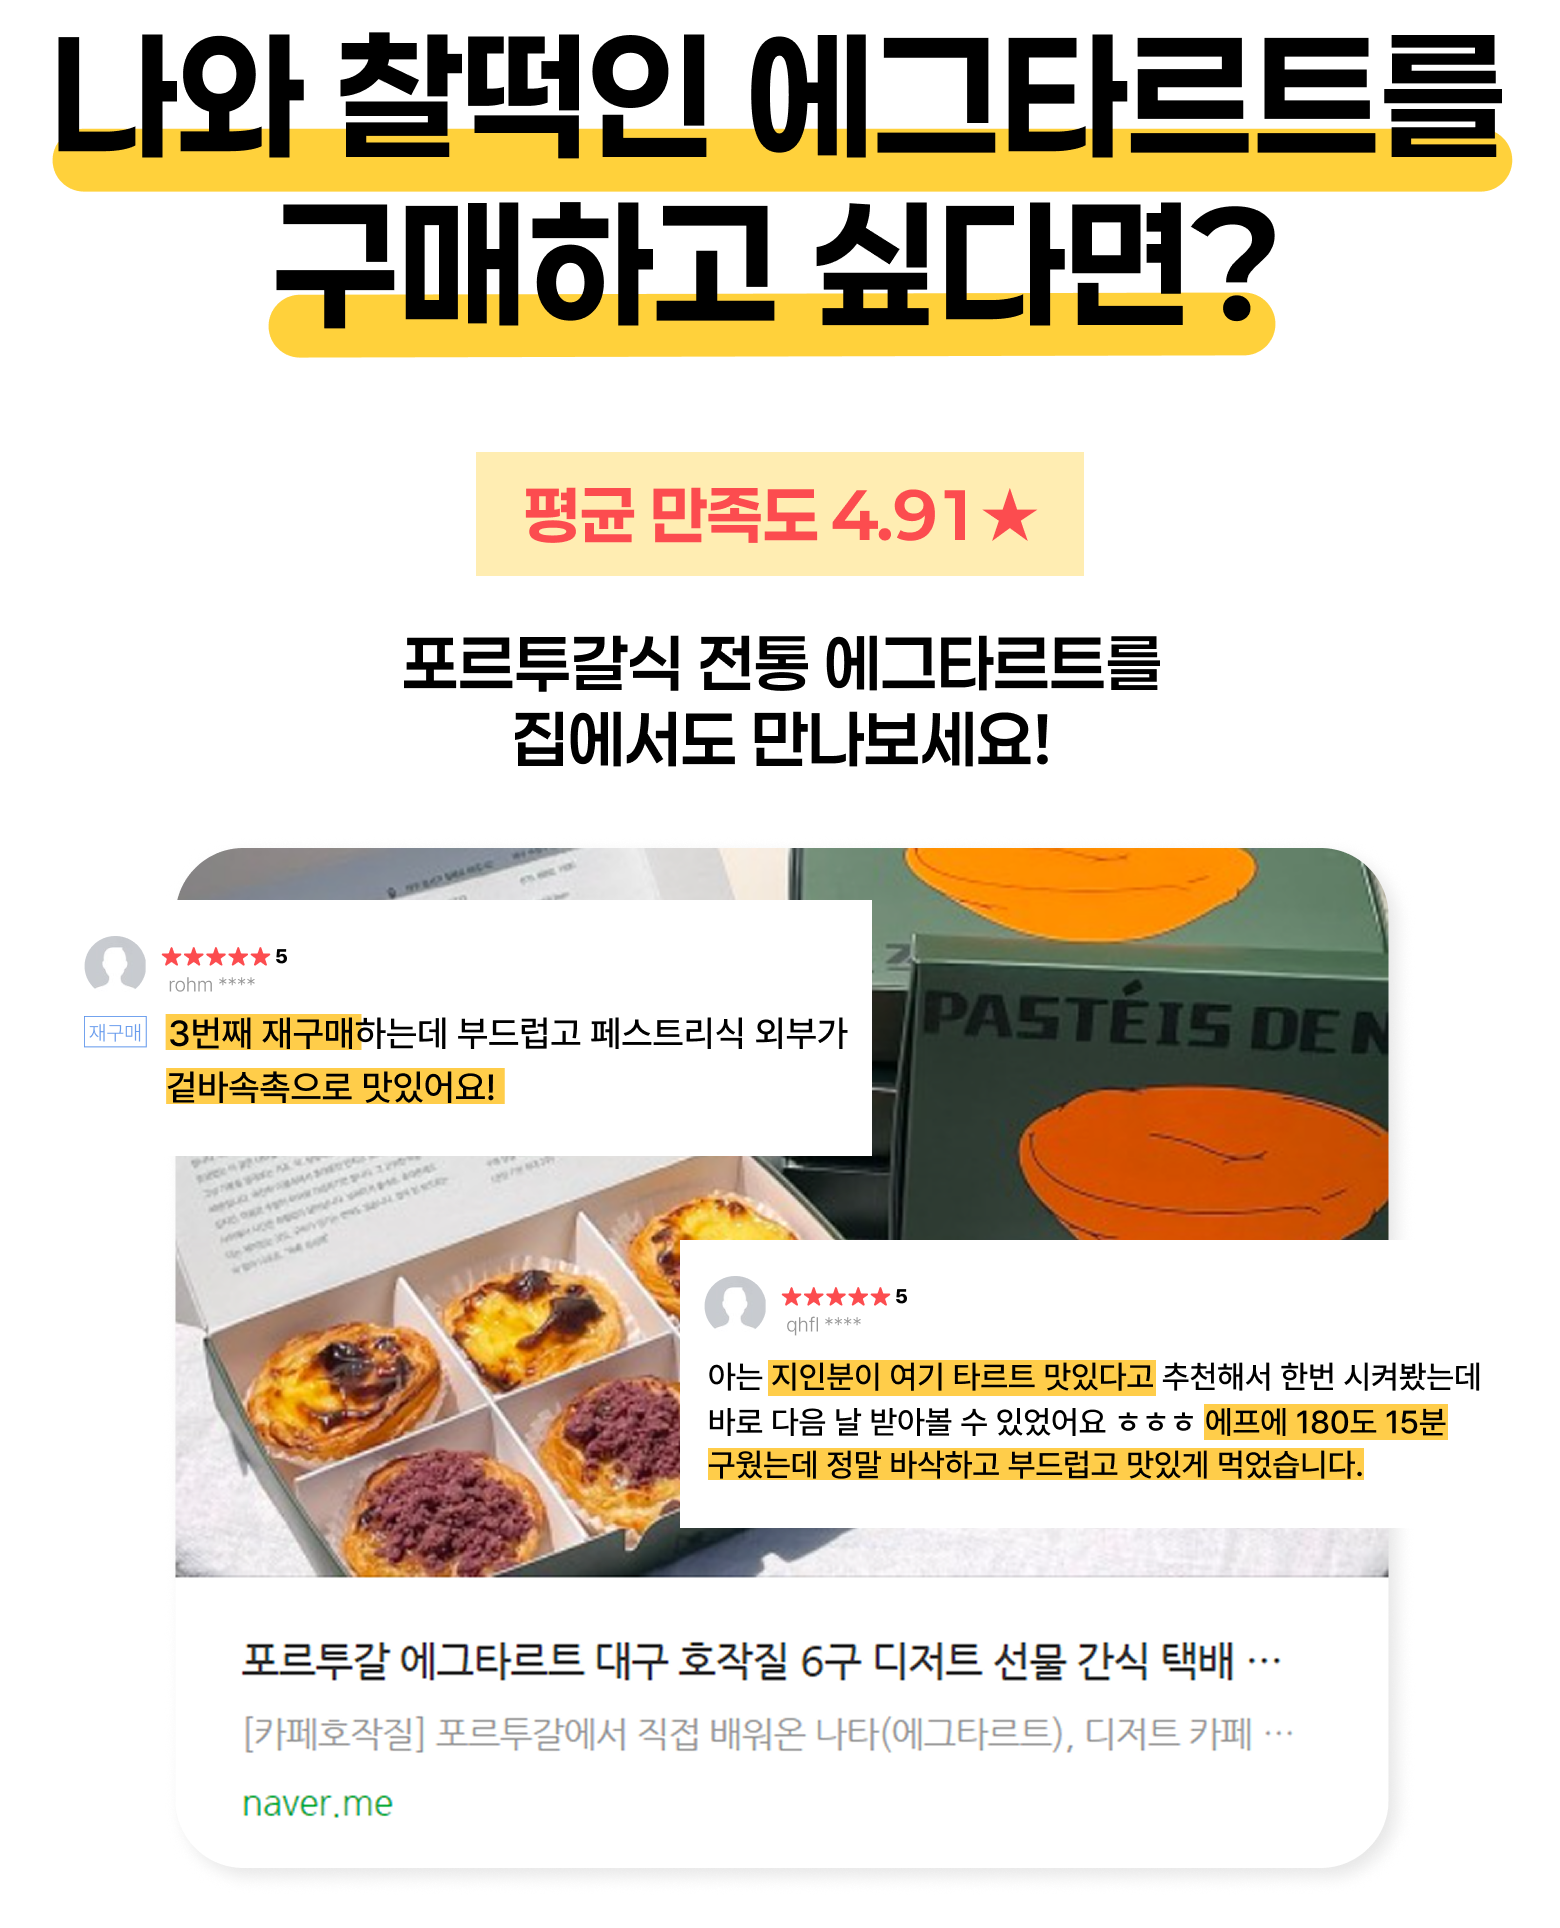 나와 찰떡인 에그타르트를
구매하고 싶다면?
평균 만족도 4.91★
포르투갈식 전통 에그타르트를
집에서도 만나보세요!
PASTÉIS DE N
★★★★★ 5
rohm ****
재구매
3번째 재구매하는데 부드럽고 페스트리식 외부가
겉바속촉으로 맛있어요!
★★★★★ 5
qhfl ****
아는 지인분이 여기 타르트 맛있다고 추천해서 한번 시켜봤는데
바로 다음 날 받아볼 수 있었어요 ㅎㅎㅎ 에프에 180도 15분
구웠는데 정말 바삭하고 부드럽고 맛있게 먹었습니다.
포르투갈 에그타르트 대구 호작질 6구 디저트 선물 간식 택배 …
[카페호작질] 포르투갈에서 직접 배워온 나타(에그타르트), 디저트 카페 …
naver.me